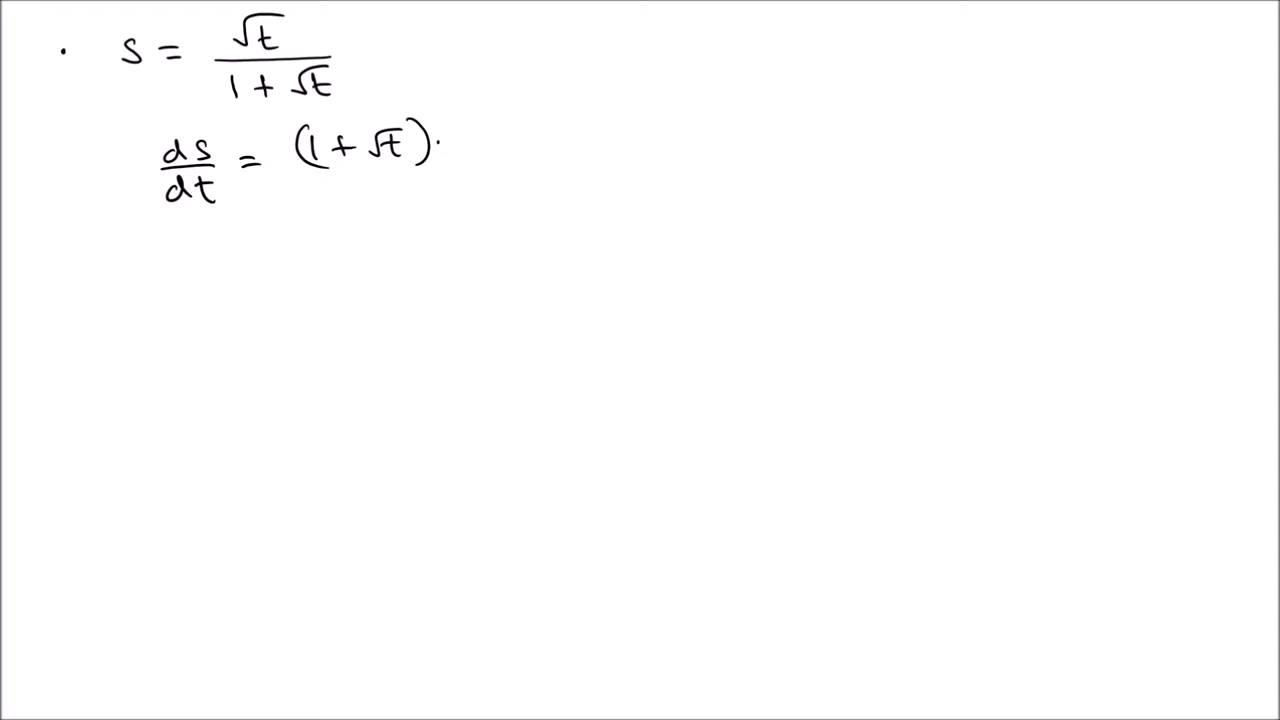 · s = √t / (1 + √t)
ds/dt = (1 + √t) ·